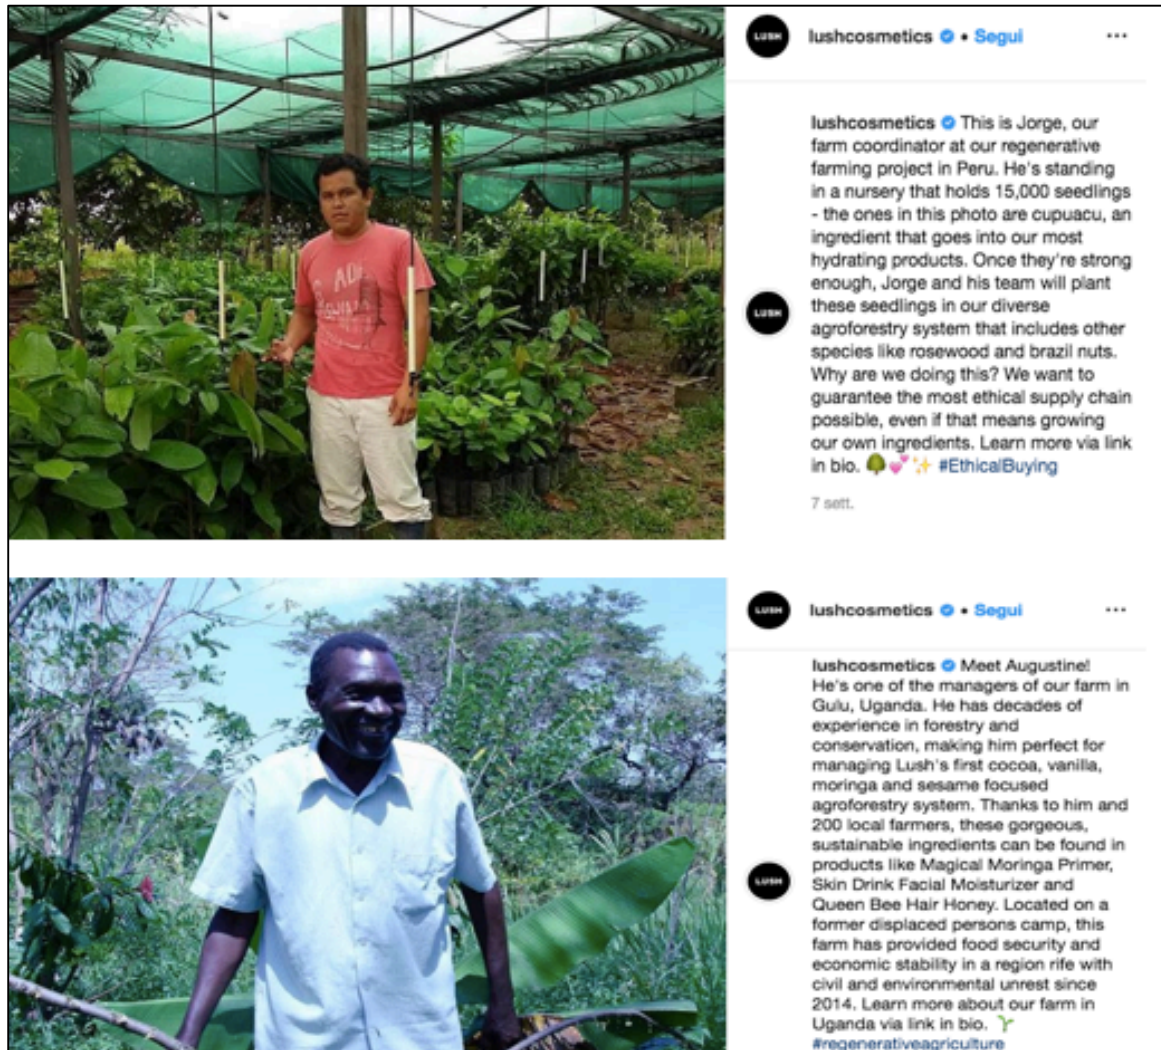 LUSH
lushcosmetics • Segui
lushcosmetics This is Jorge, our
farm coordinator at our regenerative
farming project in Peru. He's standing
in a nursery that holds 15,000 seedlings
- the ones in this photo are cupuacu, an
ingredient that goes into our most
hydrating products. Once they're strong
enough, Jorge and his team will plant
LUSH
these seedlings in our diverse
agroforestry system that includes other
species like rosewood and brazil nuts.
Why are we doing this? We want to
guarantee the most ethical supply chain
possible, even if that means growing
our own ingredients. Learn more via link
in bio. 🌳💕✨ #EthicalBuying
7 sett.
LUSH
lushcosmetics • Segui
lushcosmetics Meet Augustine!
He's one of the managers of our farm in
Gulu, Uganda. He has decades of
experience in forestry and
conservation, making him perfect for
managing Lush's first cocoa, vanilla,
moringa and sesame focused
agroforestry system. Thanks to him and
200 local farmers, these gorgeous,
sustainable ingredients can be found in
products like Magical Moringa Primer,
LUSH
Skin Drink Facial Moisturizer and
Queen Bee Hair Honey. Located on a
former displaced persons camp, this
farm has provided food security and
economic stability in a region rife with
civil and environmental unrest since
2014. Learn more about our farm in
Uganda via link in bio. 🌱
#regenerativeagriculture